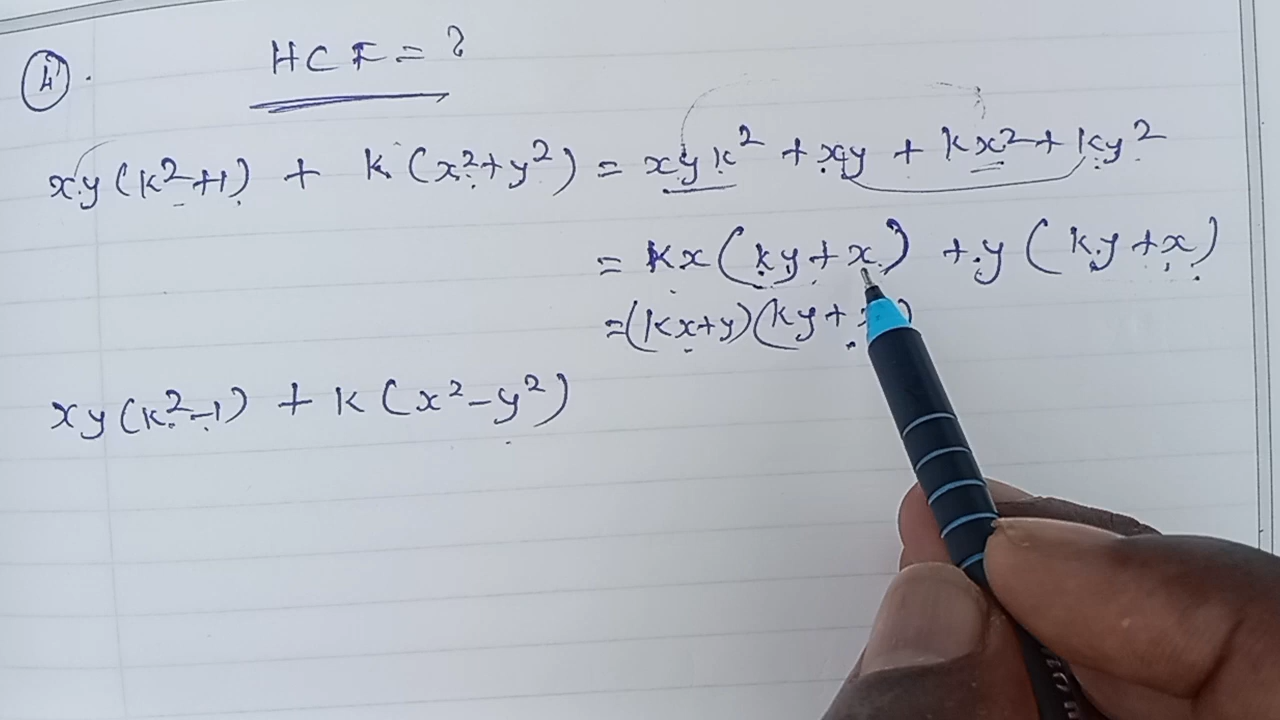 4.
HCF = ?
xy(k²+1) + k(x²+y²) = xyk² + xy + kx² + ky²
= kx(ky+x) + y(ky+x)
=(kx+y)(ky+
xy(k²-1) + k(x²-y²)